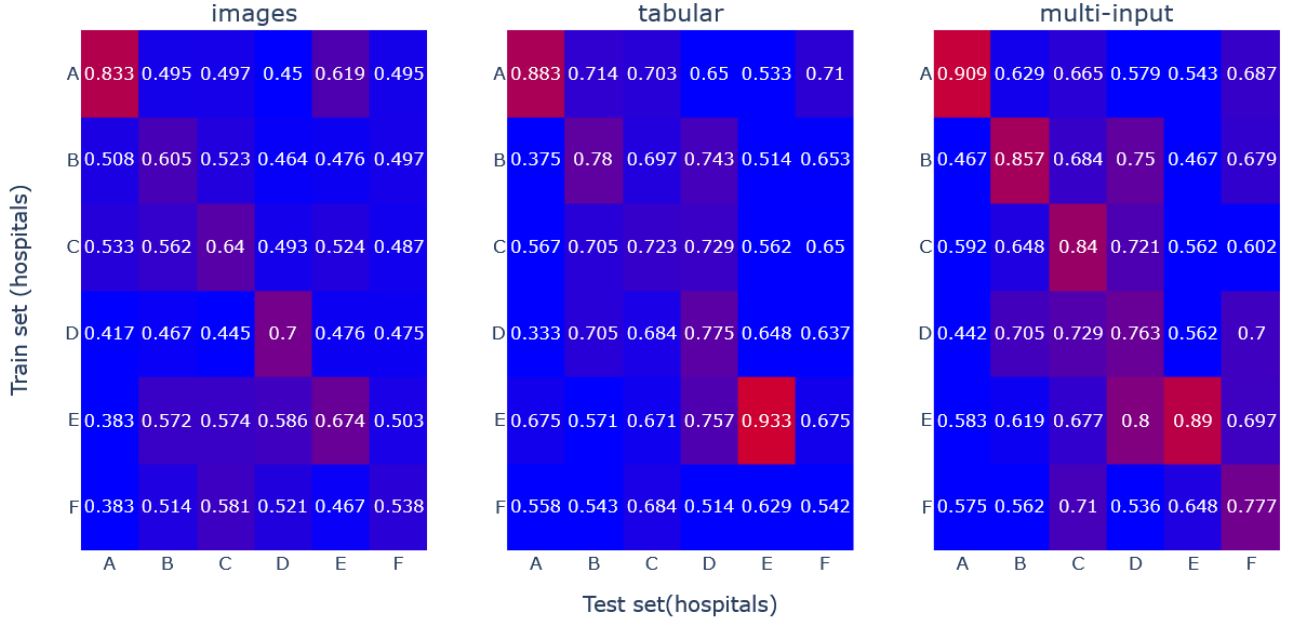 images tabular multi-input
Train set (hospitals)
A 0.833 0.495 0.497 0.45 0.619 0.495 A 0.883 0.714 0.703 0.65 0.533 0.71 A 0.909 0.629 0.665 0.579 0.543 0.687
B 0.508 0.605 0.523 0.464 0.476 0.497 B 0.375 0.78 0.697 0.743 0.514 0.653 B 0.467 0.857 0.684 0.75 0.467 0.679
C 0.533 0.562 0.64 0.493 0.524 0.487 C 0.567 0.705 0.723 0.729 0.562 0.65 C 0.592 0.648 0.84 0.721 0.562 0.602
D 0.417 0.467 0.445 0.7 0.476 0.475 D 0.333 0.705 0.684 0.775 0.648 0.637 D 0.442 0.705 0.729 0.763 0.562 0.7
E 0.383 0.572 0.574 0.586 0.674 0.503 E 0.675 0.571 0.671 0.757 0.933 0.675 E 0.583 0.619 0.677 0.8 0.89 0.697
F 0.383 0.514 0.581 0.521 0.467 0.538 F 0.558 0.543 0.684 0.514 0.629 0.542 F 0.575 0.562 0.71 0.536 0.648 0.777
A B C D E F A B C D E F A B C D E F
Test set(hospitals)